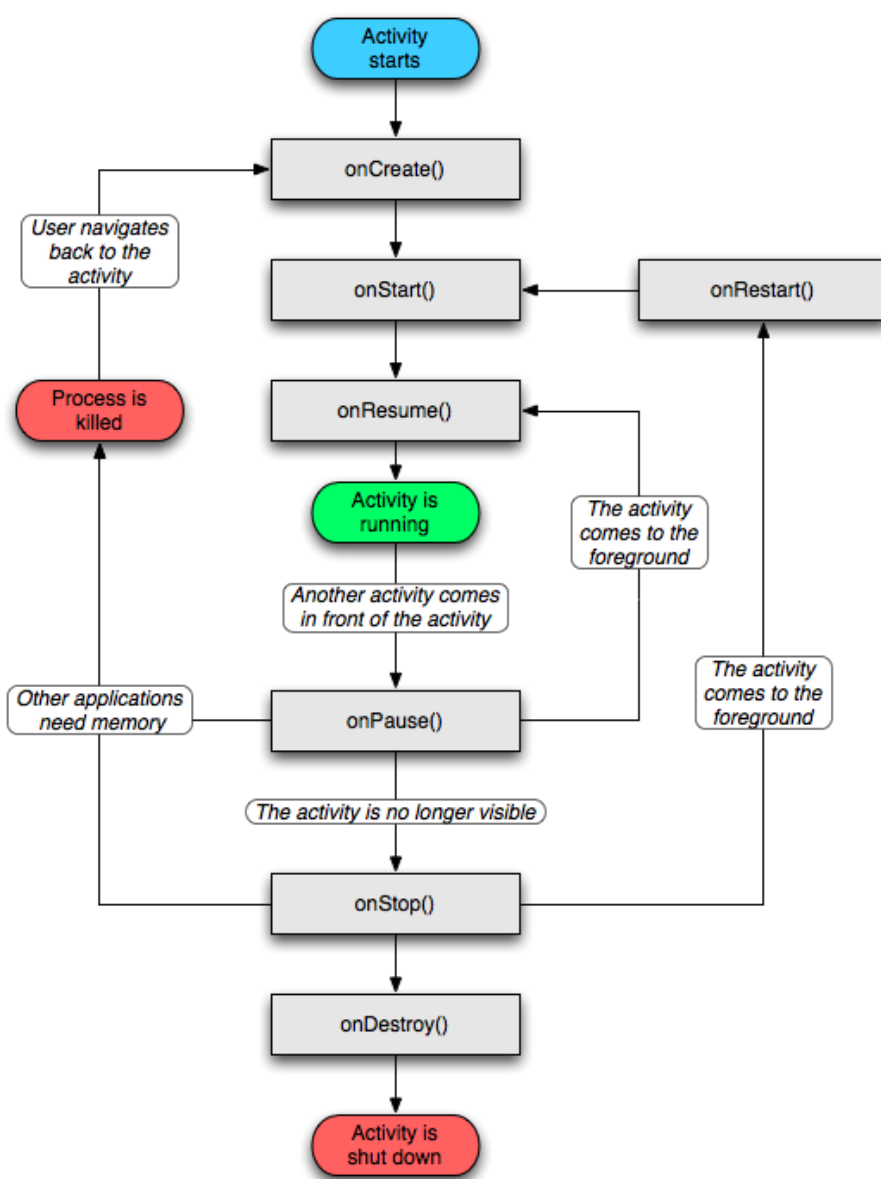 Activity
starts
onCreate()
User navigates
back to the
activity
onStart()
onRestart()
Process is
killed
onResume()
Activity is
running
The activity
comes to the
foreground
Another activity comes
in front of the activity
Other applications
need memory
onPause()
The activity
comes to the
foreground
The activity is no longer visible
onStop()
onDestroy()
Activity is
shut down